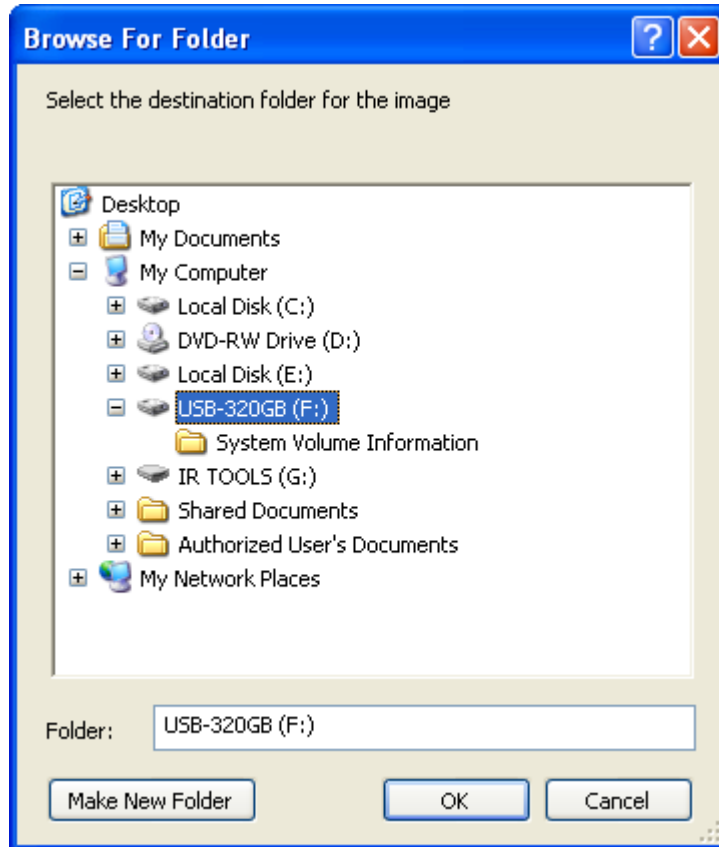 Browse For Folder
Select the destination folder for the image
Desktop
My Documents
My Computer
Local Disk (C:)
DVD-RW Drive (D:)
Local Disk (E:)
USB-320GB (F:)
System Volume Information
IR TOOLS (G:)
Shared Documents
Authorized User's Documents
My Network Places
Folder: USB-320GB (F:)
Make New Folder OK Cancel